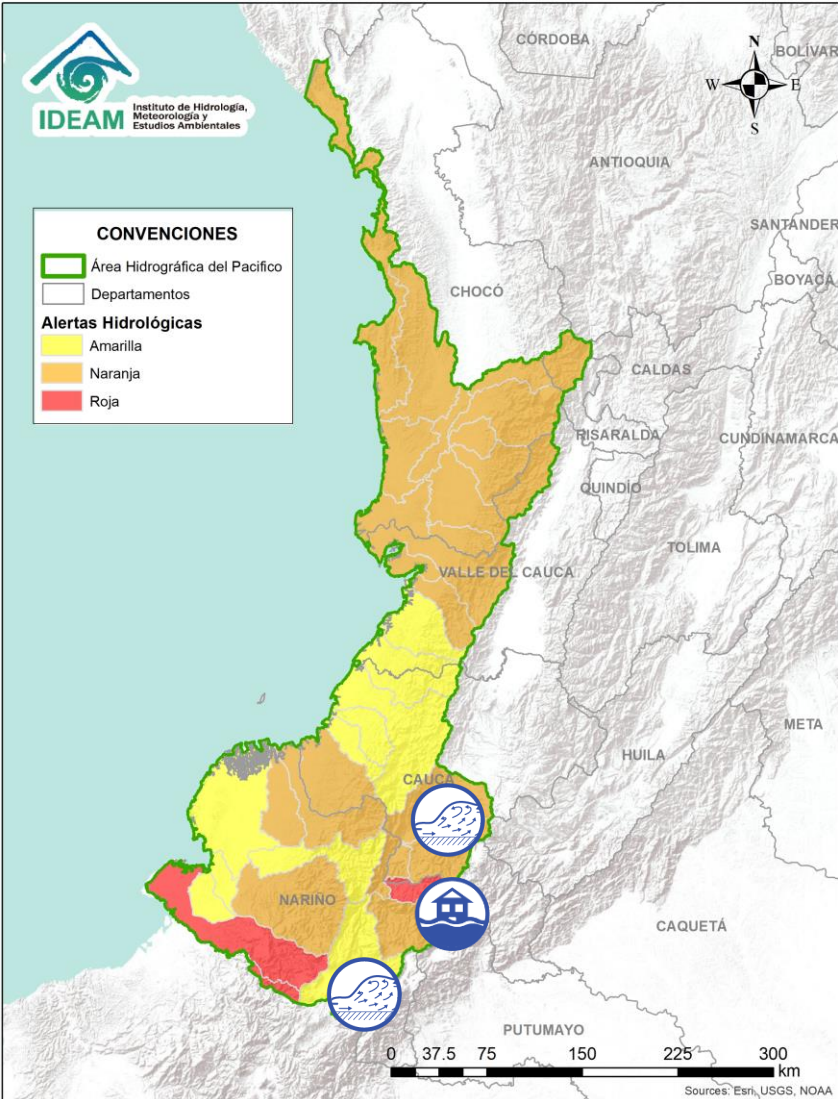 IDEAM
Instituto de Hidrología,
Meteorología y
Estudios Ambientales
N
W
E
S
CÓRDOBA
BOLÍVAR
ANTIOQUIA
SANTANDER
BOYACÁ
CHOCÓ
CONVENCIONES
Área Hidrográfica del Pacifico
Departamentos
Alertas Hidrológicas
Amarilla
Naranja
Roja
CALDAS
RISARALDA
CUNDINAMARCA
QUINDÍO
TOLIMA
VALLE DEL CAUCA
META
HUILA
CAUCA
NARIÑO
CAQUETÁ
PUTUMAYO
0 37.5 75 150 225 300
km
Sources: Esri, USGS, NOAA